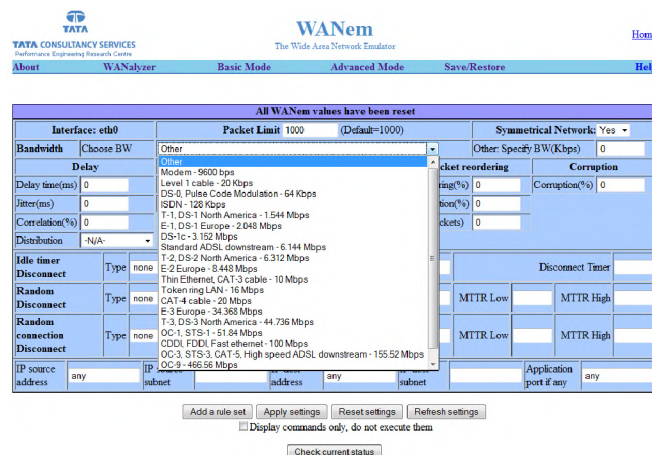 TATA
WANem
TATA CONSULTANCY SERVICES
Performance Engineering Research Centre
The Wide Area Network Emulator
About WANalyzer Basic Mode Advanced Mode Save/Restore
All WANem values have been reset
Interface: eth0 Packet Limit 1000 (Default=1000) Symmetrical Network: Yes
Bandwidth Choose BW Other Other: Specify BW(Kbps) 0
Other
Modem - 9600 bps
Level 1 cable - 20 Kbps
DS-0, Pulse Code Modulation - 64 Kbps
ISDN - 128 Kbps
T-1, DS-1 North America - 1.544 Mbps
E-1, DS-1 Europe - 2.048 Mbps
DS-1c - 3.152 Mbps
Standard ADSL downstream - 6.144 Mbps
T-2, DS-2 North America - 6.312 Mbps
E-2 Europe - 8.448 Mbps
Thin Ethernet, CAT-3 cable - 10 Mbps
Token ring LAN - 16 Mbps
CAT-4 cable - 20 Mbps
E-3 Europe - 34.368 Mbps
T-3, DS-3 North America - 44.736 Mbps
OC-1, STS-1 - 51.84 Mbps
CDDI, FDDI, Fast ethernet - 100 Mbps
OC-3, STS-3, CAT-5, High speed ADSL downstream - 155.52 Mbps
OC-9 - 466.56 Mbps
Delay reordering Corruption
Delay time(ms) 0 (%) 0 Corruption(%) 0
Jitter(ms) 0 (%) 0
Correlation(%) 0 0
Distribution -N/A-
Idle timer
Disconnect Type none Disconnect Timer
Random
Disconnect Type none MTTR Low MTTR High
Random
connection
Disconnect Type none MTTR Low MTTR High
IP source
address any IP
subnet address any subnet Application
port if any any
Add a rule set Apply settings Reset settings Refresh settings
Display commands only, do not execute them
Check current status